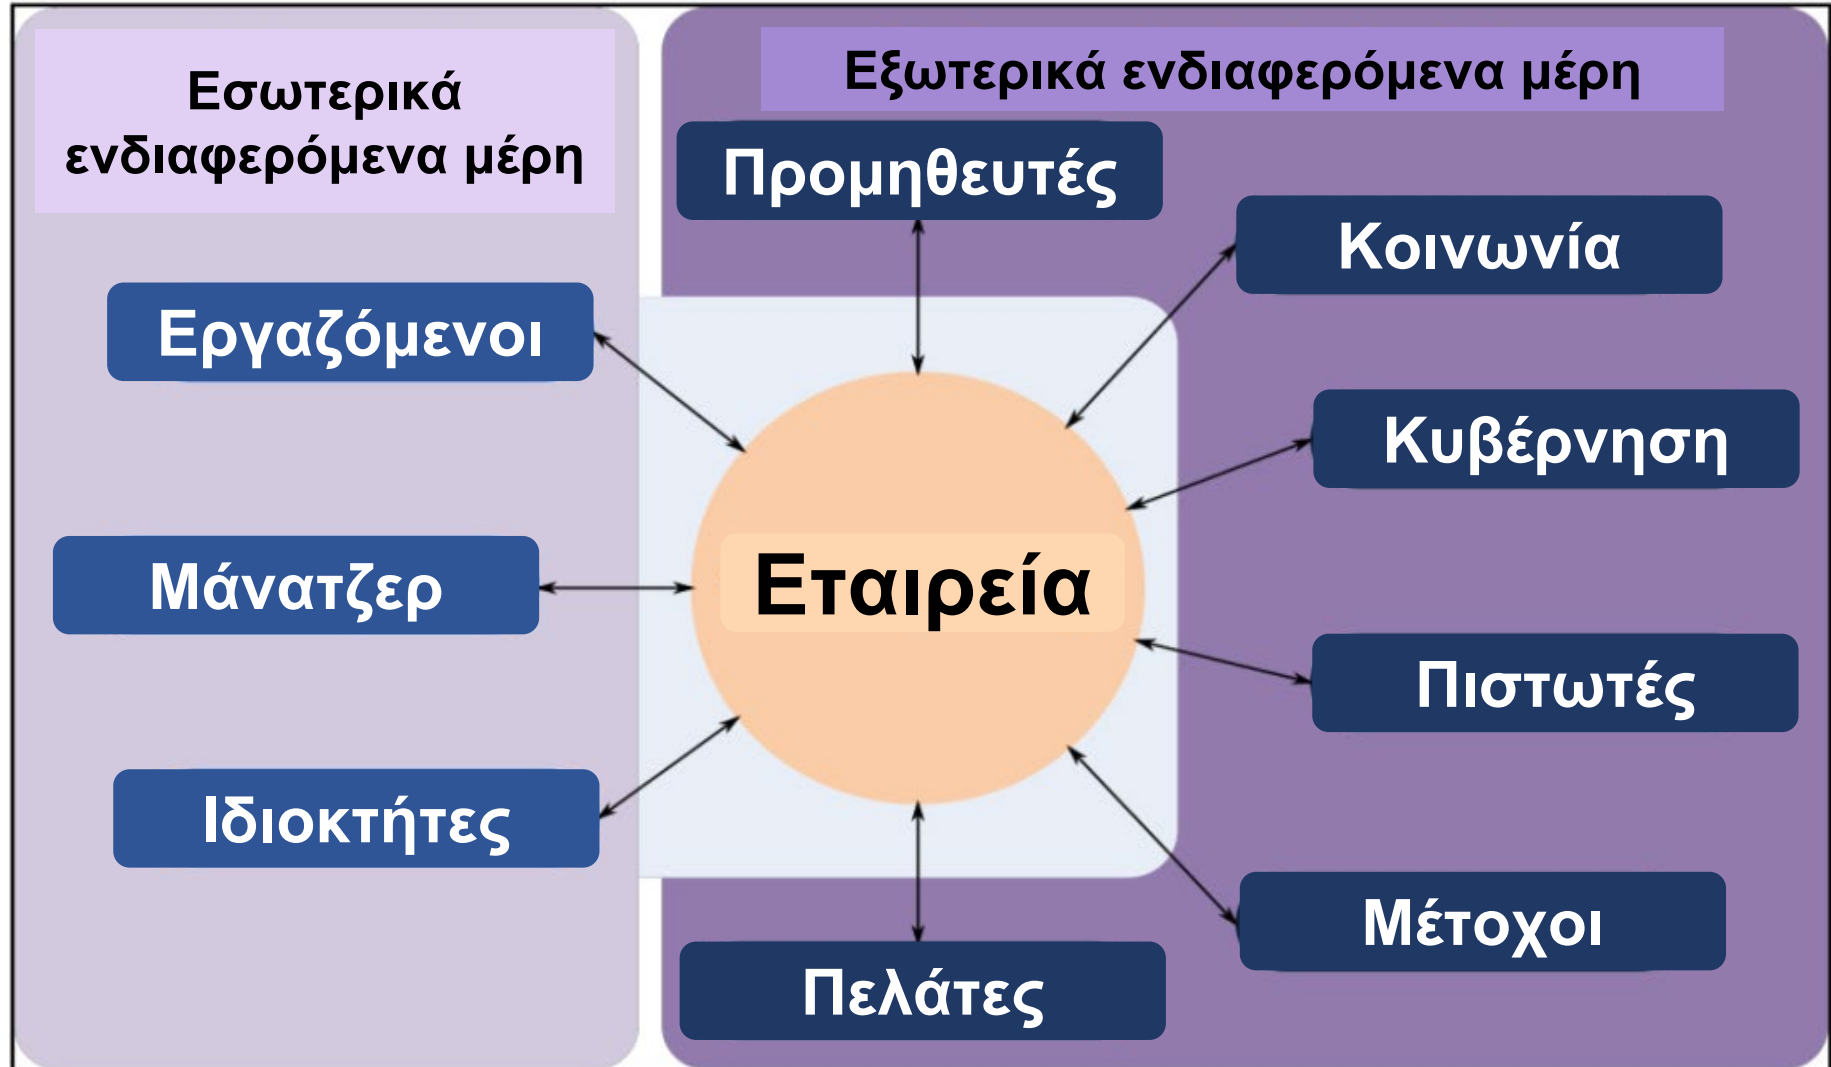 Εσωτερικά
ενδιαφερόμενα μέρη
Εργαζόμενοι
Μάνατζερ
Ιδιοκτήτες
Εξωτερικά ενδιαφερόμενα μέρη
Προμηθευτές
Κοινωνία
Κυβέρνηση
Εταιρεία
Πιστωτές
Μέτοχοι
Πελάτες